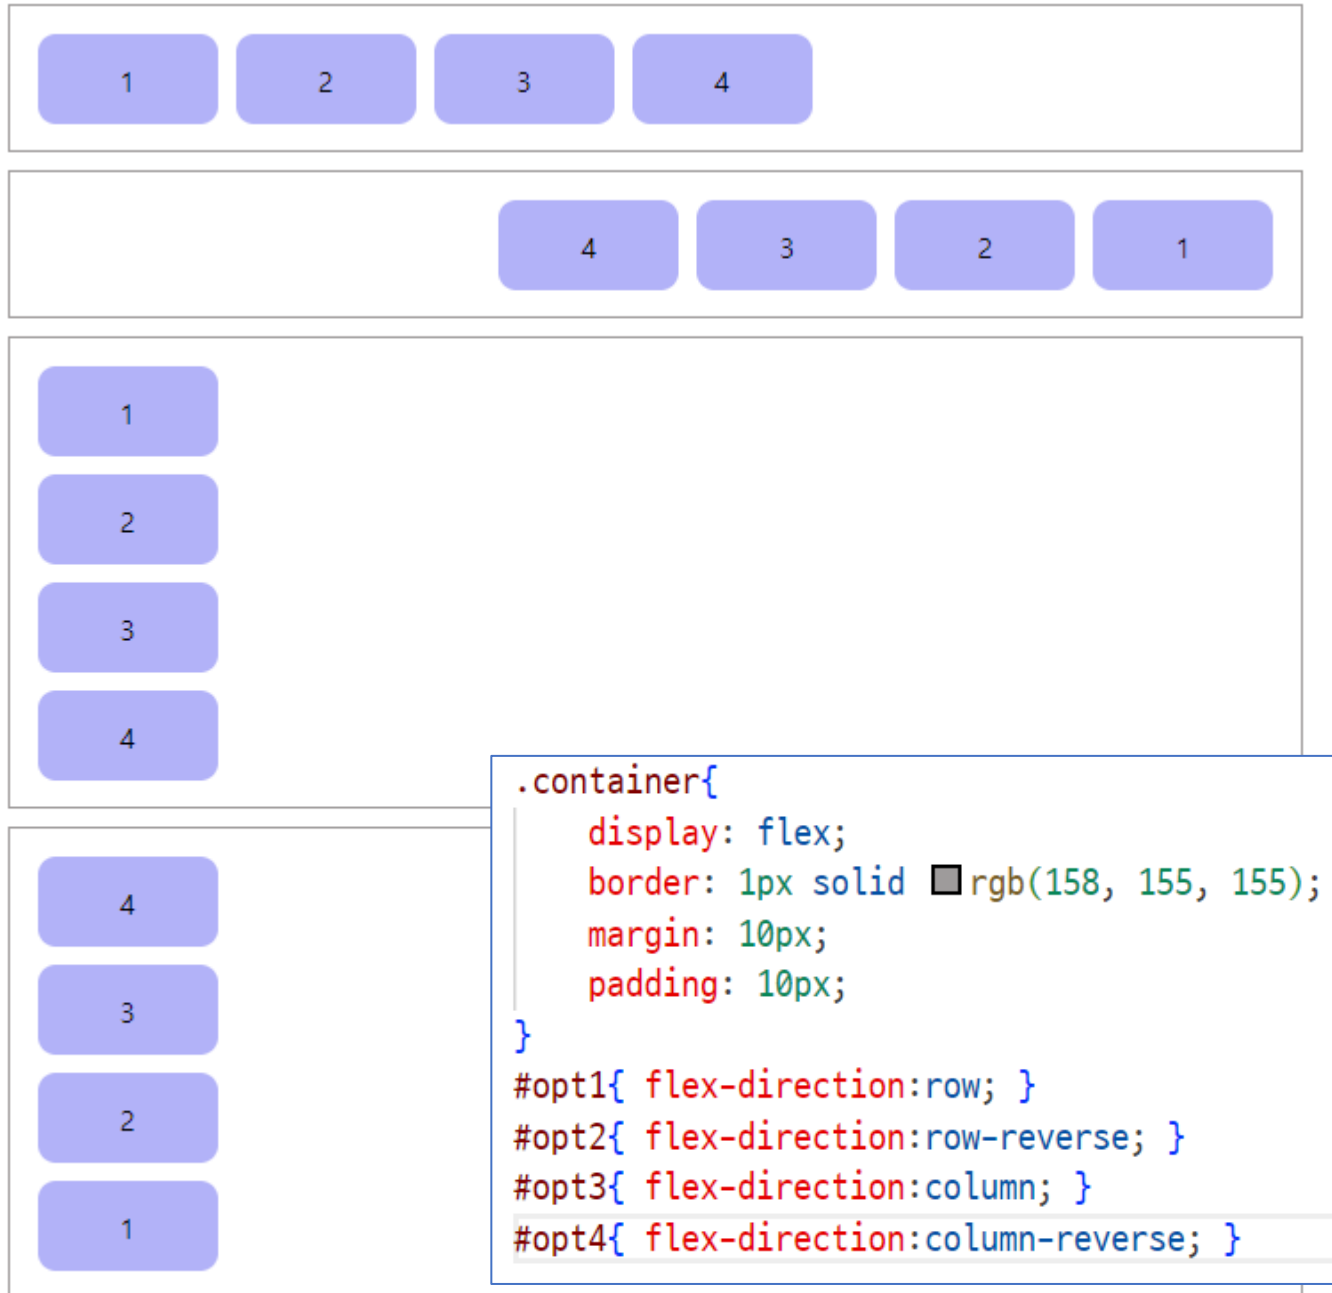 1 2 3 4
4 3 2 1
1
2
3
4
4
3
2
1
.container{
display: flex;
border: 1px solid rgb(158, 155, 155);
margin: 10px;
padding: 10px;
}
#opt1{ flex-direction:row; }
#opt2{ flex-direction:row-reverse; }
#opt3{ flex-direction:column; }
#opt4{ flex-direction:column-reverse; }